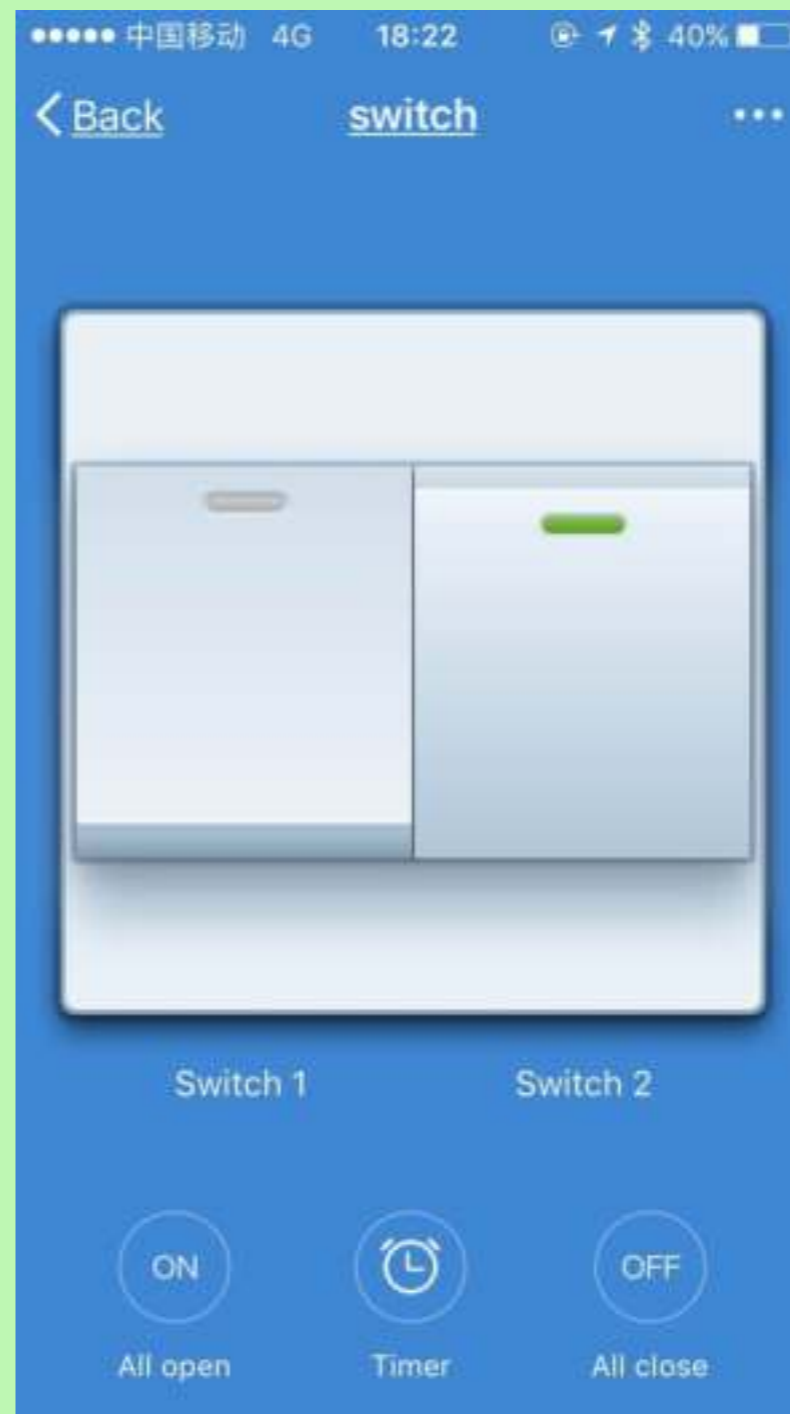 中国移动 4G 18:22 40%
Back switch ...
Switch 1 Switch 2
ON OFF
All open Timer All close